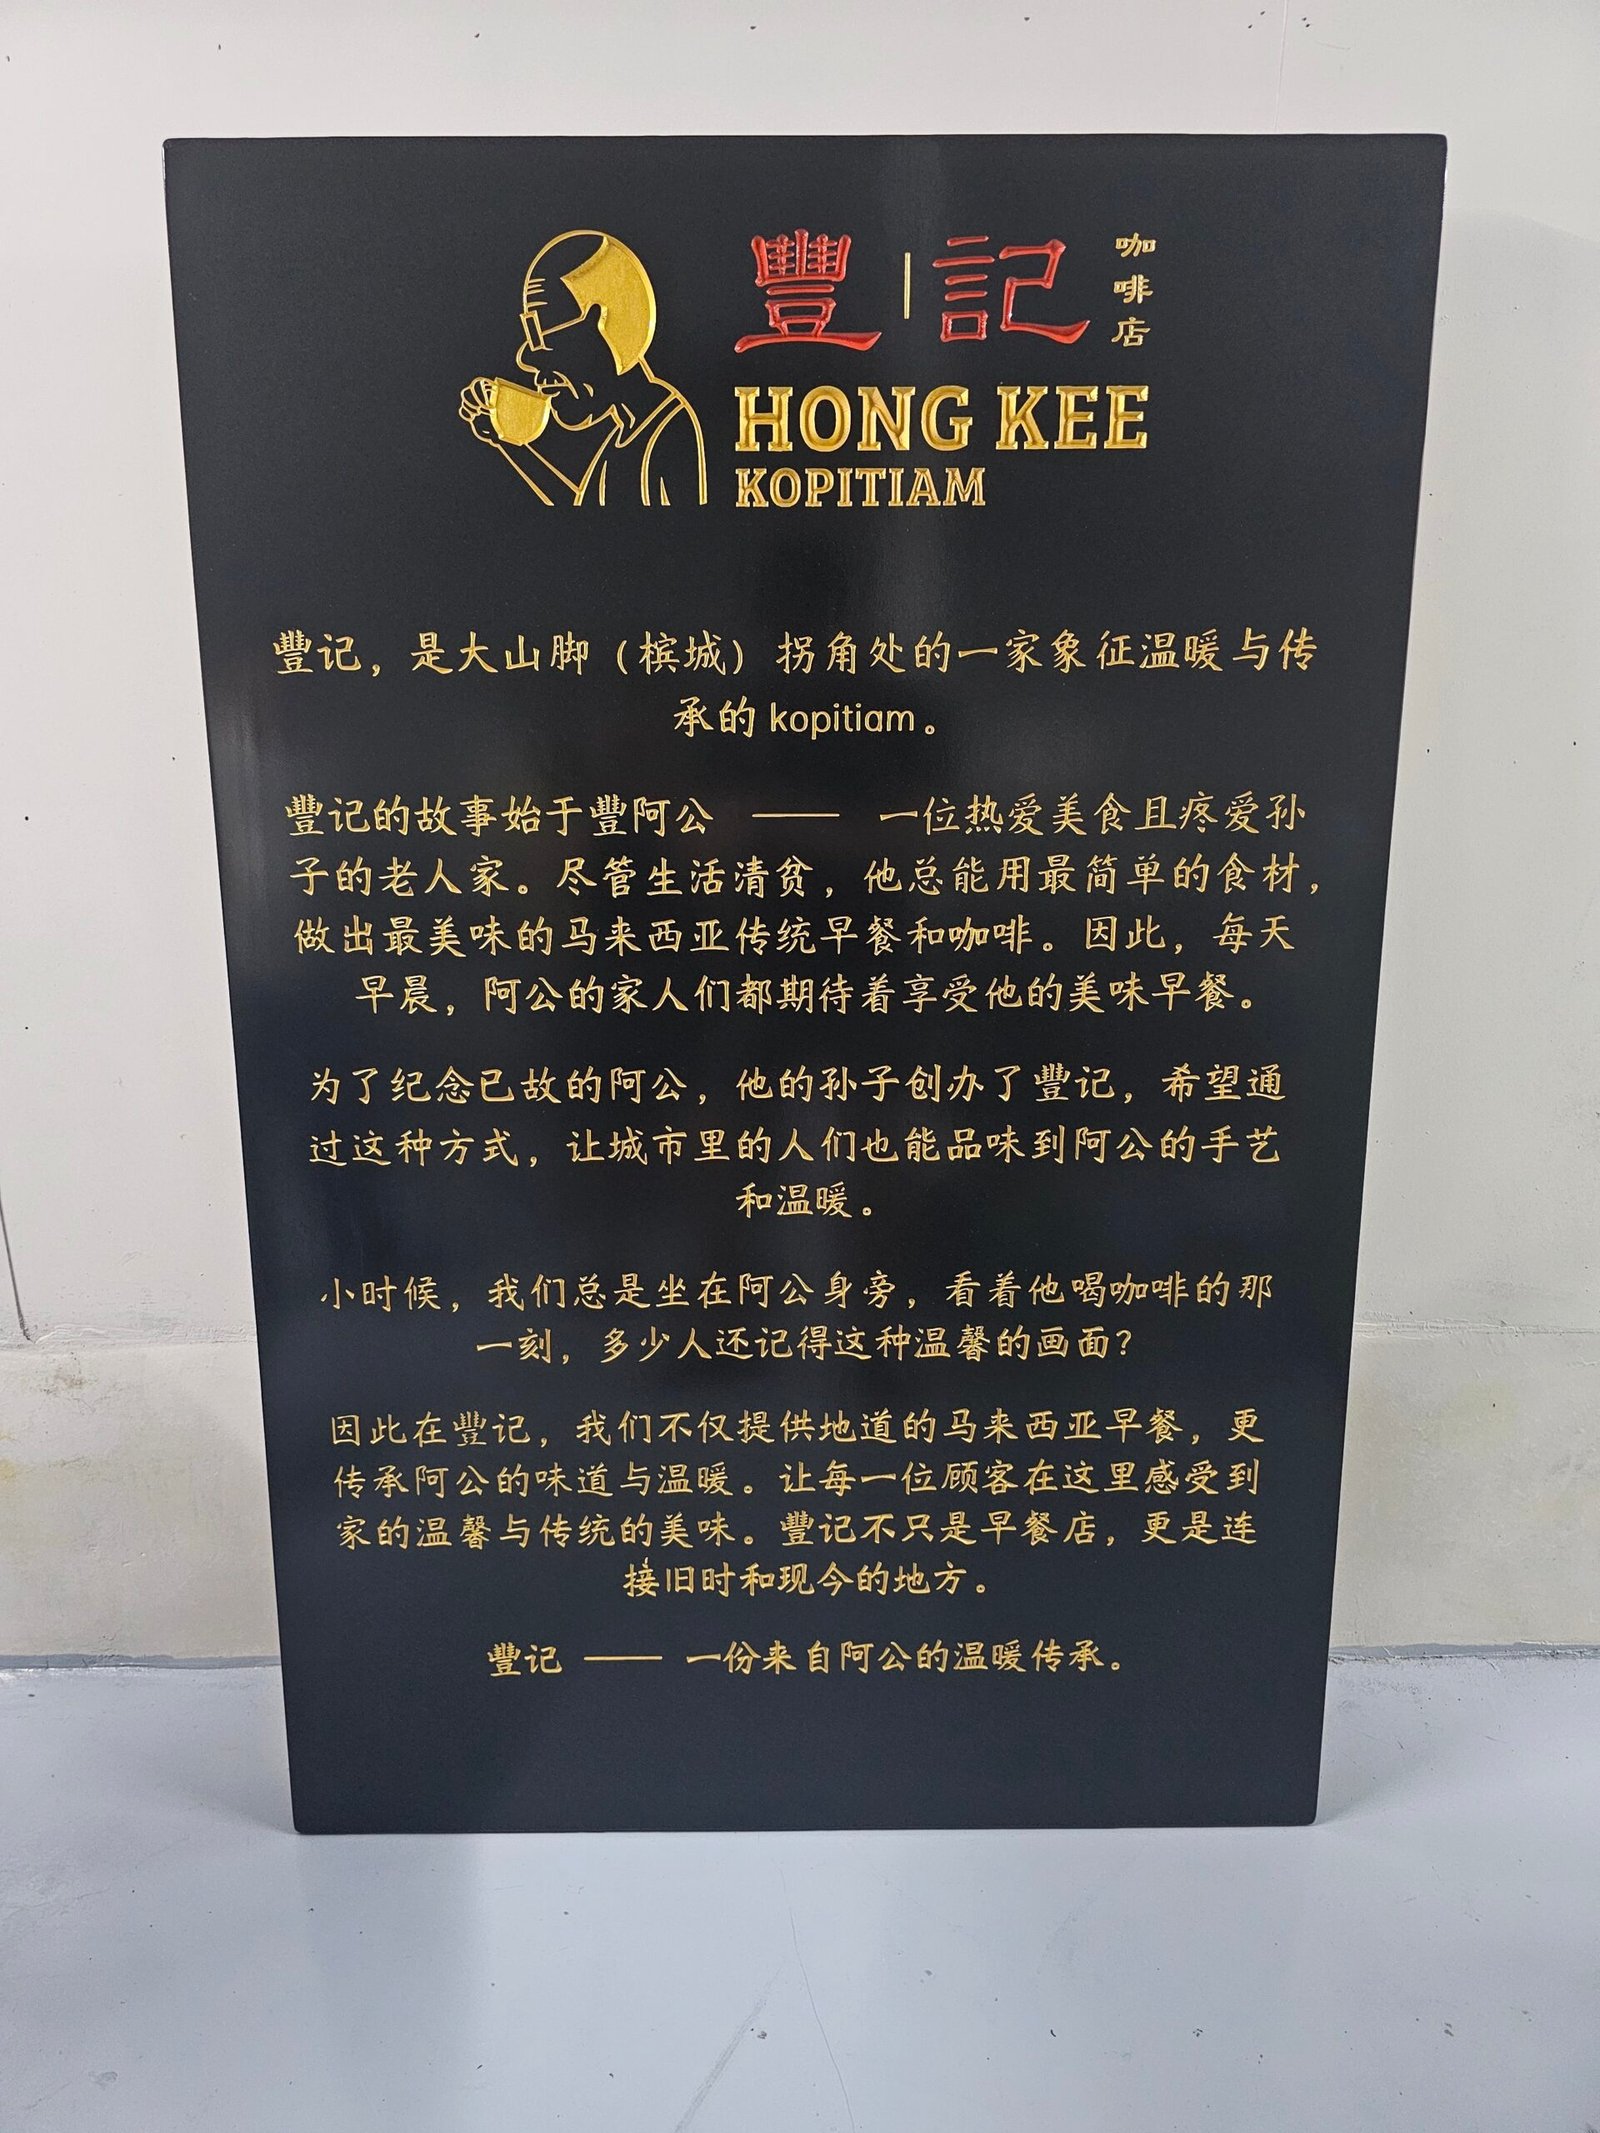 豐記
咖啡店
HONG KEE
KOPITIAM
豐记，是大山脚（槟城）拐角处的一家象征温暖与传
承的 kopitiam。
豐记的故事始于豐阿公 —— 一位热爱美食且疼爱孙
子的老人家。尽管生活清贫，他总能用最简单的食材，
做出最美味的马来西亚传统早餐和咖啡。因此，每天
早晨，阿公的家人们都期待着享受他的美味早餐。
为了纪念已故的阿公，他的孙子创办了豐记，希望通
过这种方式，让城市里的人们也能品味到阿公的手艺
和温暖。
小时候，我们总是坐在阿公身旁，看着他喝咖啡的那
一刻，多少人还记得这种温馨的画面？
因此在豐记，我们不仅提供地道的马来西亚早餐，更
传承阿公的味道与温暖。让每一位顾客在这里感受到
家的温馨与传统的美味。豐记不只是早餐店，更是连
接旧时和现今的地方。
豐记 —— 一份来自阿公的温暖传承。